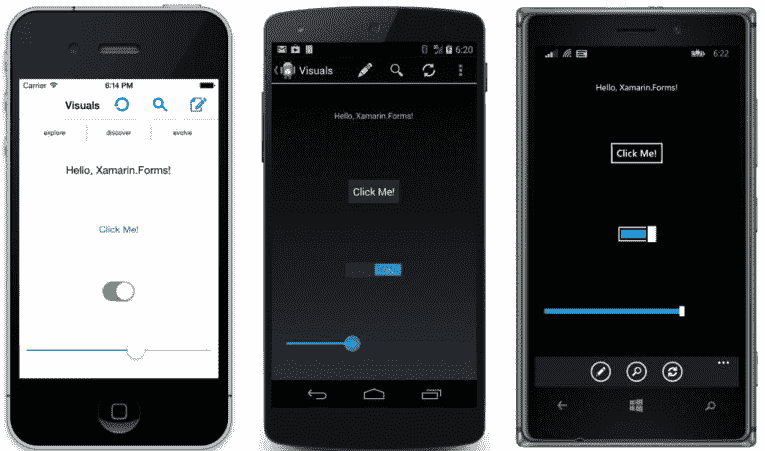 Carrier 6:14 PM
Visuals
explore discover evolve
Hello, Xamarin.Forms!
Click Me!
6:20
Visuals
Hello, Xamarin.Forms!
Click Me!
6:22
Hello, Xamarin.Forms!
Click Me!